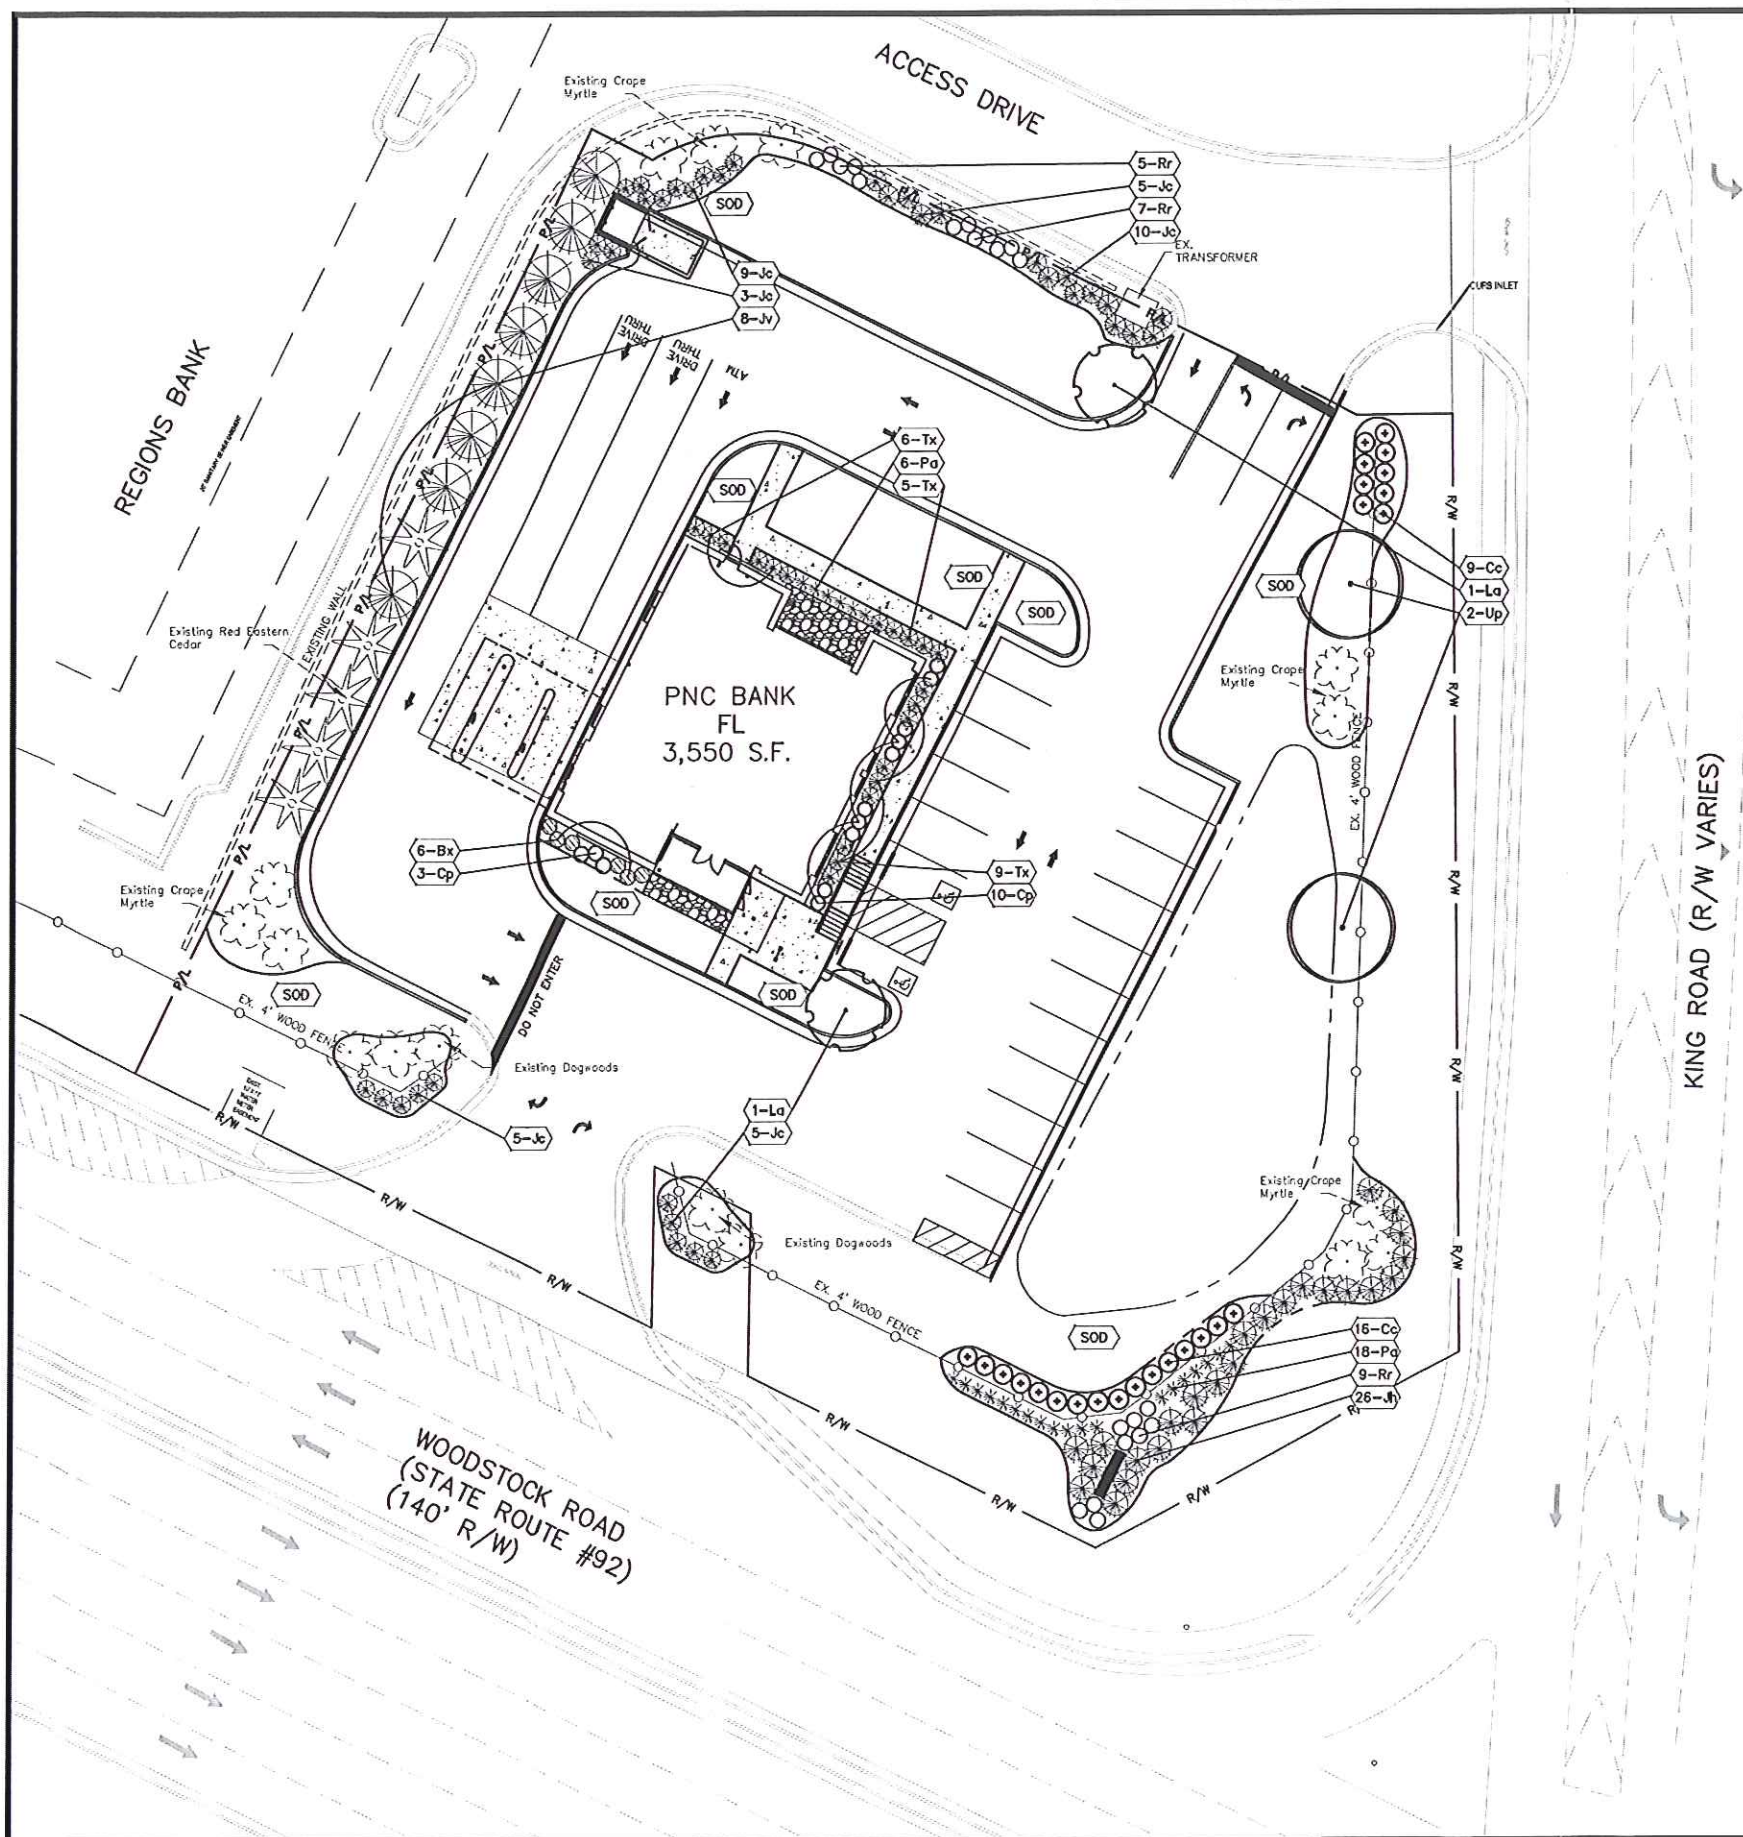 ACCESS DRIVE
Existing Crape
Myrtle
5-Rr
5-Jc
7-Rr
10-Jc
EX.
TRANSFORMER
SOD
P/L
P/L
R/L
CURB INLET
9-Jc
3-Jc
8-Jv
DRIVE
THRU
DRIVE
THRU
ATM
REGIONS BANK
P/L
P/L
P/L
P/L
P/L
P/L
P/L
6-Tx
6-Pa
5-Tx
SOD
SOD
SOD
SOD
R/W
9-Cc
1-La
2-Up
EXISTING WALL
Existing Red Eastern
Cedar
Existing Crape
Myrtle
R/W
PNC BANK
FL
3,550 S.F.
EX. 4' WOOD FENCE
KING ROAD (R/W VARIES)
6-Bx
3-Cp
9-Tx
10-Cp
R/W
Existing Crape
Myrtle
SOD
SOD
SOD
DO NOT ENTER
EX. 4' WOOD FENCE
Existing Dogwoods
R/W
R/W
1-La
5-Jc
5-Jc
R/W
Existing Crape
Myrtle
Existing Dogwoods
R/W
R/W
EX. 4' WOOD FENCE
SOD
16-Cc
18-Pa
9-Rr
26-Jh
R/W
R/W
R/W
WOODSTOCK ROAD
(STATE ROUTE #92)
(140' R/W)